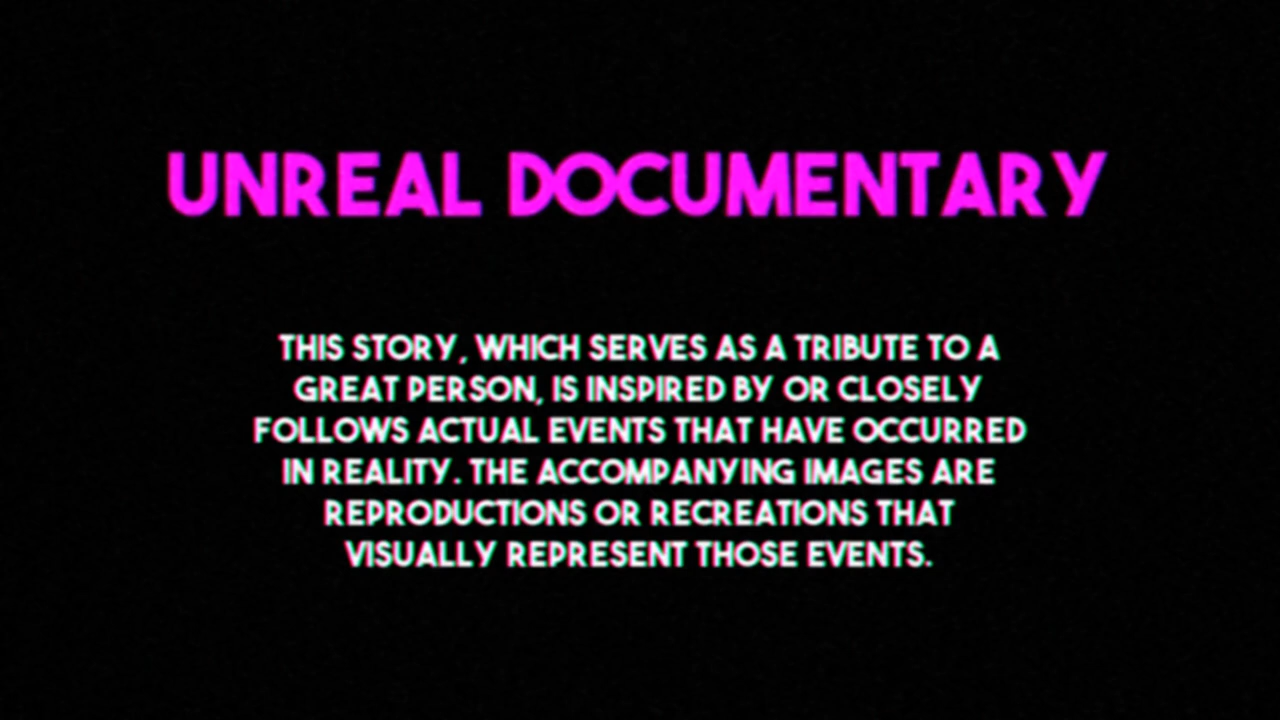 UNREAL DOCUMENTARY
THIS STORY, WHICH SERVES AS A TRIBUTE TO A
GREAT PERSON, IS INSPIRED BY OR CLOSELY
FOLLOWS ACTUAL EVENTS THAT HAVE OCCURRED
IN REALITY. THE ACCOMPANYING IMAGES ARE
REPRODUCTIONS OR RECREATIONS THAT
VISUALLY REPRESENT THOSE EVENTS.